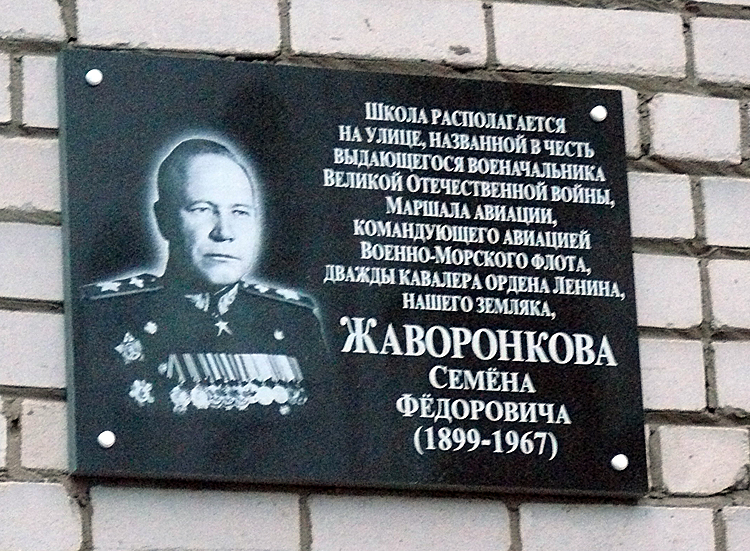 Школа располагается
на улице, названной в честь
выдающегося военачальника
Великой Отечественной войны,
Маршала авиации,
командующего авиацией
Военно-Морского флота,
дважды кавалера ордена Ленина,
нашего земляка,
Жаворонкова
Семёна
Фёдоровича
(1899-1967)